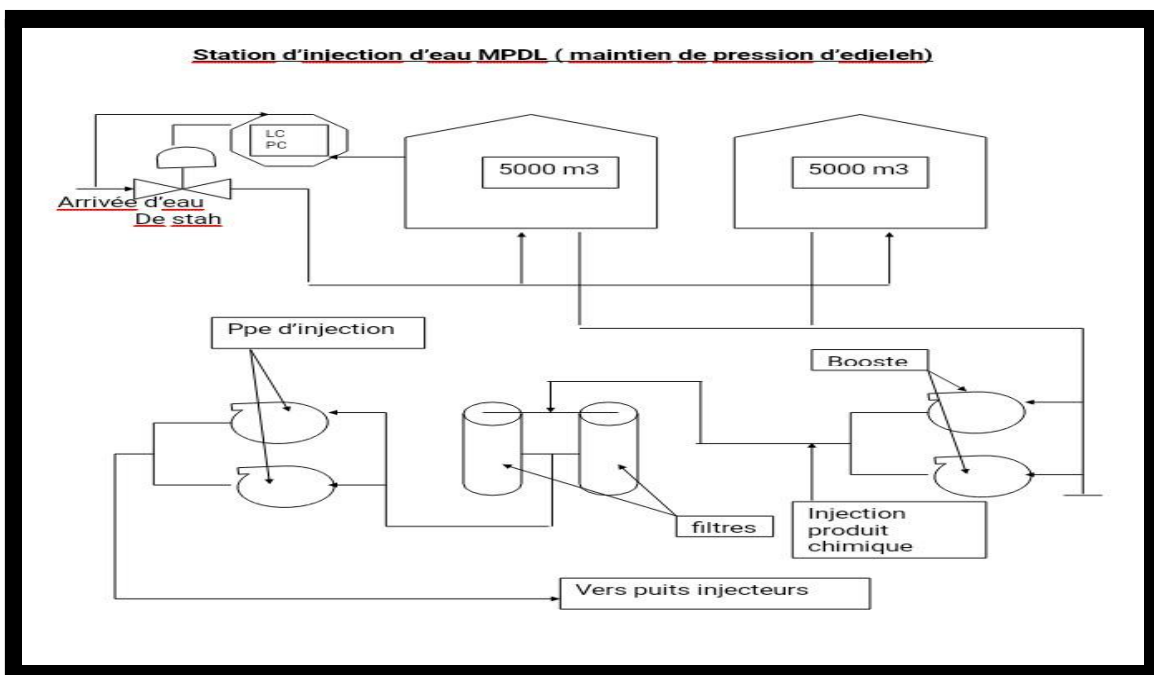 Station d'injection d'eau MPDL ( maintien de pression d'edjeleh)
LC
PC
5000 m3
5000 m3
Arrivée d'eau
De stah
Ppe d'injection
Booste
filtres
Injection
produit
chimique
Vers puits injecteurs